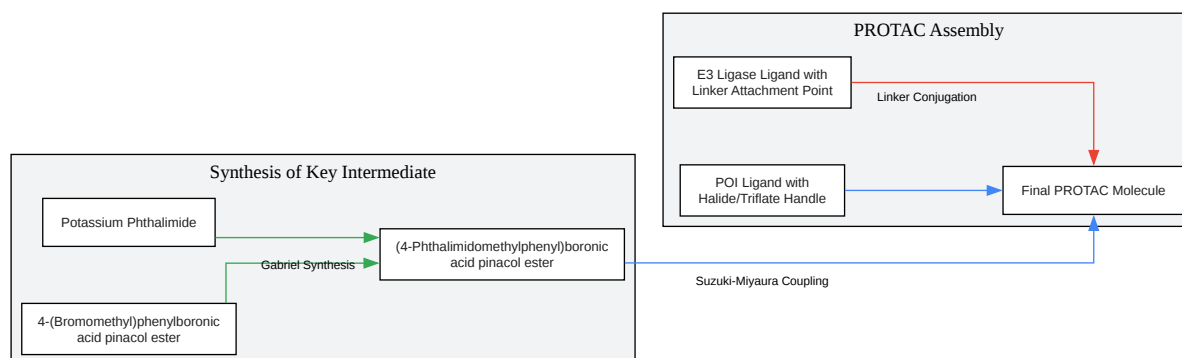 PROTAC Assembly
E3 Ligase Ligand with
Linker Attachment Point
Linker Conjugation
POI Ligand with
Halide/Triflate Handle
Final PROTAC Molecule
Synthesis of Key Intermediate
Potassium Phthalimide
(4-Phthalimidomethylphenyl)boronic
acid pinacol ester
Gabriel Synthesis
Suzuki-Miyaura Coupling
4-(Bromomethyl)phenylboronic
acid pinacol ester